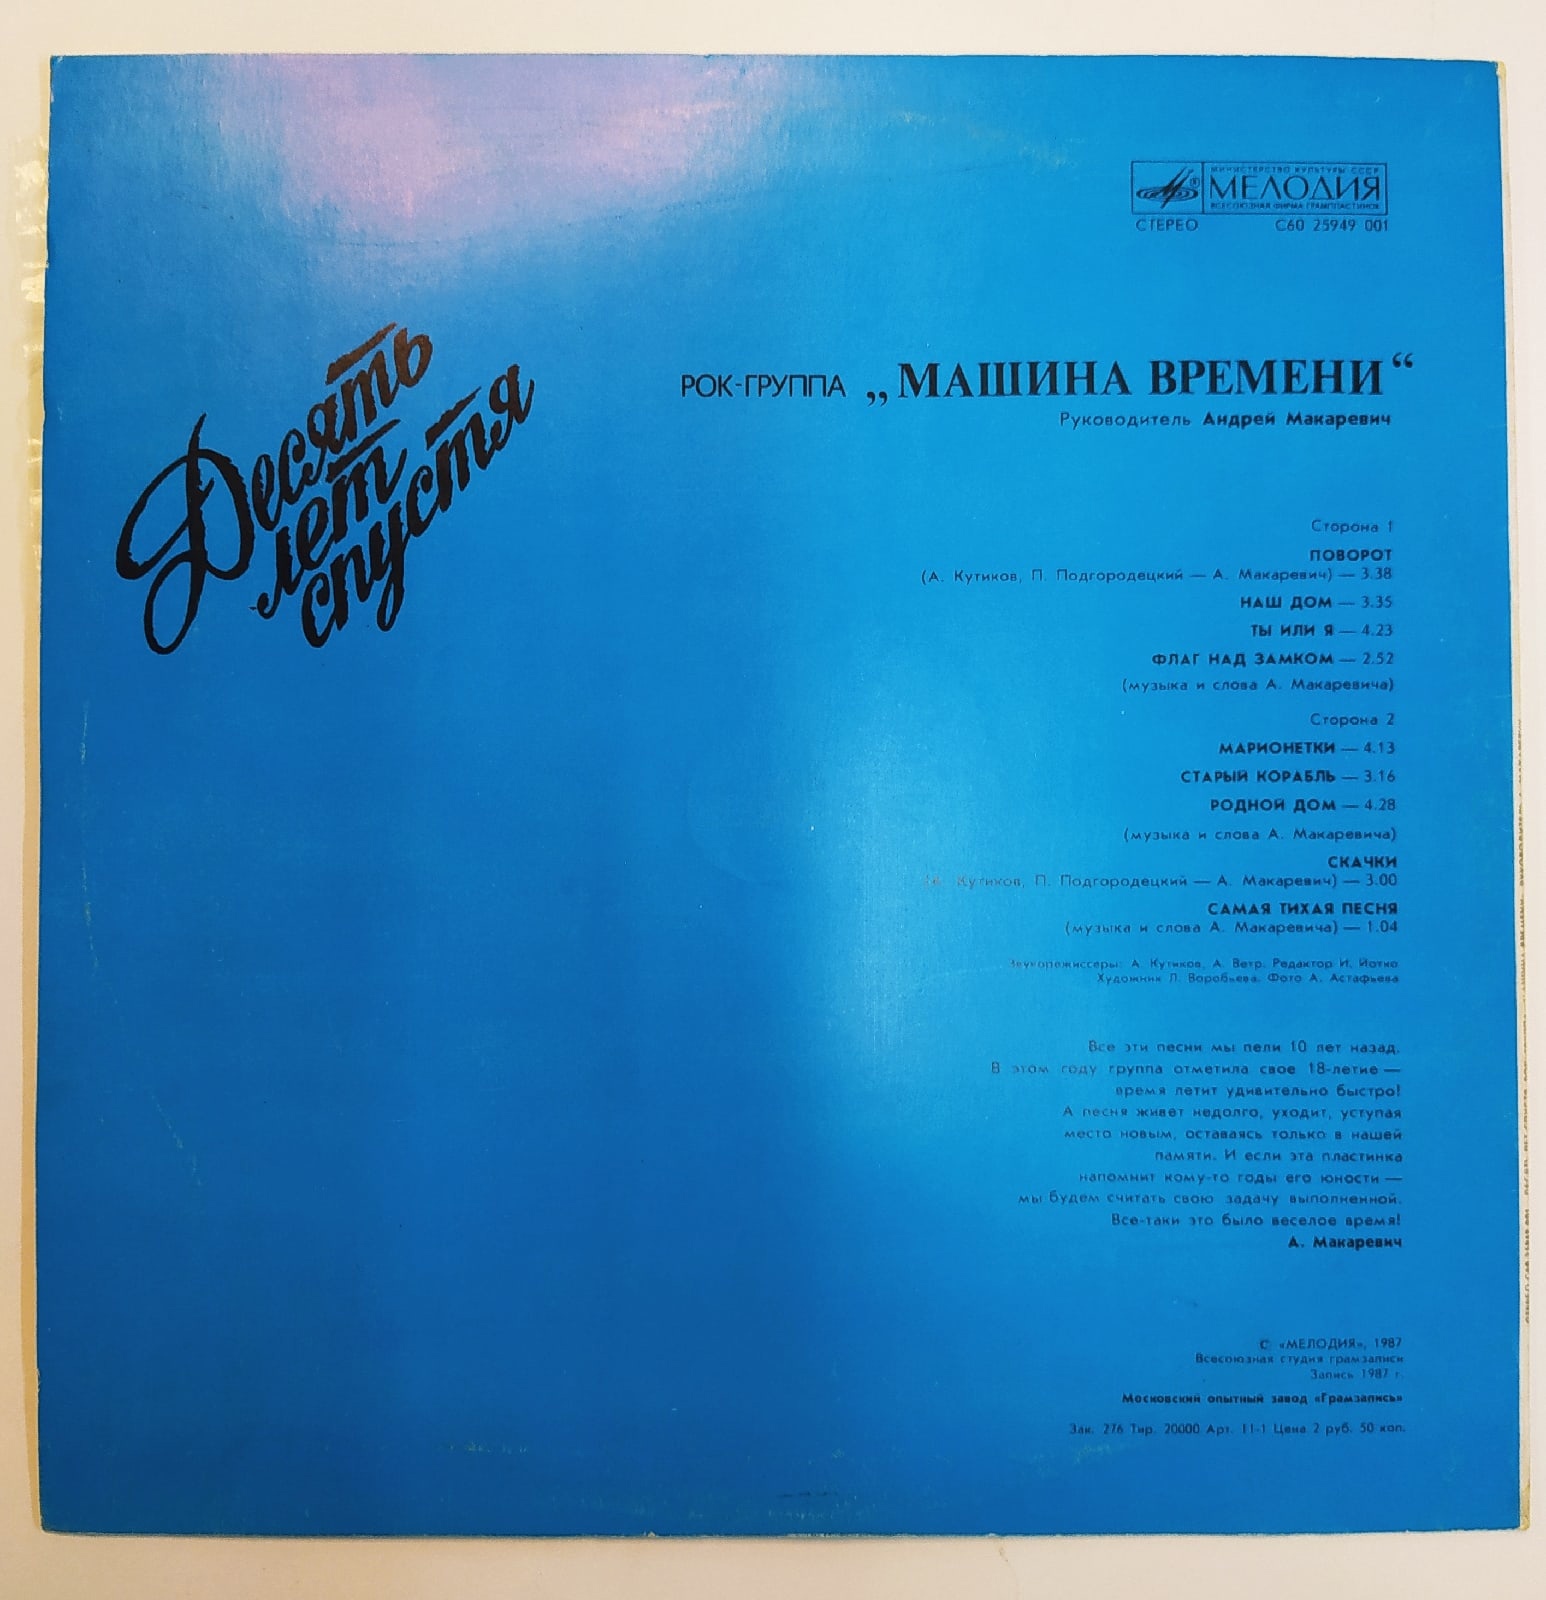 МИНИСТЕРСТВО КУЛЬТУРЫ СССР
МЕЛОДИЯ
ВСЕСОЮЗНАЯ ФИРМА ГРАМПЛАСТИНОК
СТЕРЕО С60 25949 001
Десять
лет
спустя
РОК-ГРУППА „МАШИНА ВРЕМЕНИ“
Руководитель Андрей Макаревич
Сторона 1
ПОВОРОТ
(А. Кутиков, П. Подгородецкий — А. Макаревич) — 3.38
НАШ ДОМ — 3.35
ТЫ ИЛИ Я — 4.23
ФЛАГ НАД ЗАМКОМ — 2.52
(музыка и слова А. Макаревича)
Сторона 2
МАРИОНЕТКИ — 4.13
СТАРЫЙ КОРАБЛЬ — 3.16
РОДНОЙ ДОМ — 4.28
(музыка и слова А. Макаревича)
СКАЧКИ
Кутиков, П. Подгородецкий — А. Макаревич) — 3.00
САМАЯ ТИХАЯ ПЕСНЯ
(музыка и слова А. Макаревича) — 1.04
Звукорежиссеры: А. Кутиков, А. Ветр. Редактор И. Йотко
Художник Л. Воробьева. Фото А. Астафьева
Все эти песни мы пели 10 лет назад.
В этом году группа отметила свое 18-летие —
время летит удивительно быстро!
А песня живет недолго, уходит, уступая
место новым, оставаясь только в нашей
памяти. И если эта пластинка
напомнит кому-то годы его юности —
мы будем считать свою задачу выполненной.
Все-таки это было веселое время!
А. Макаревич
С «МЕЛОДИЯ», 1987
Всесоюзная студия грамзаписи
Запись 1987 г.
Московский опытный завод «Грамзапись»
Зак. 276 Тир. 20000 Арт. 11-1 Цена 2 руб. 50 коп.